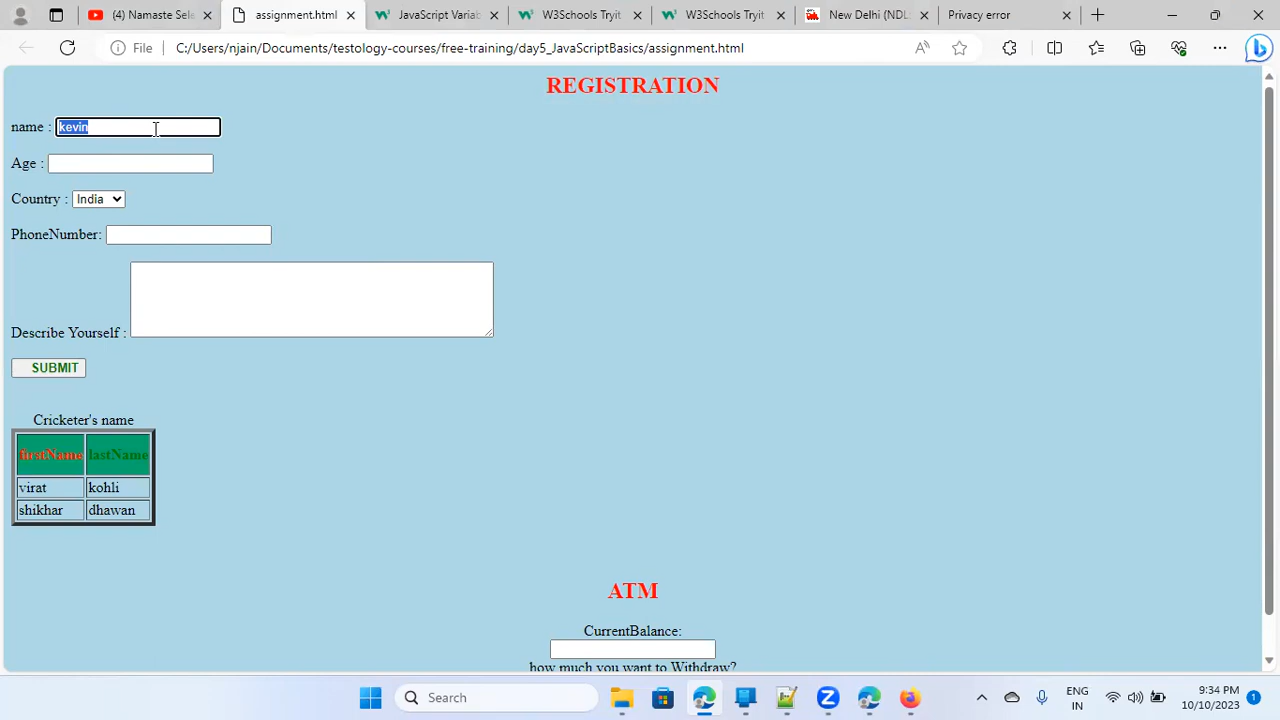 (4) Namaste Sele
assignment.html
JavaScript Variab
W3Schools Tryit
W3Schools Tryit
New Delhi (NDL
Privacy error
File
C:/Users/njain/Documents/testology-courses/free-training/day5_JavaScriptBasics/assignment.html
REGISTRATION
name : kevin
Age :
Country : India
PhoneNumber:
Describe Yourself :
SUBMIT
Cricketer's name
firstName lastName
virat kohli
shikhar dhawan
ATM
CurrentBalance:
how much you want to Withdraw?
Search
ENG
IN
9:34 PM
10/10/2023
1